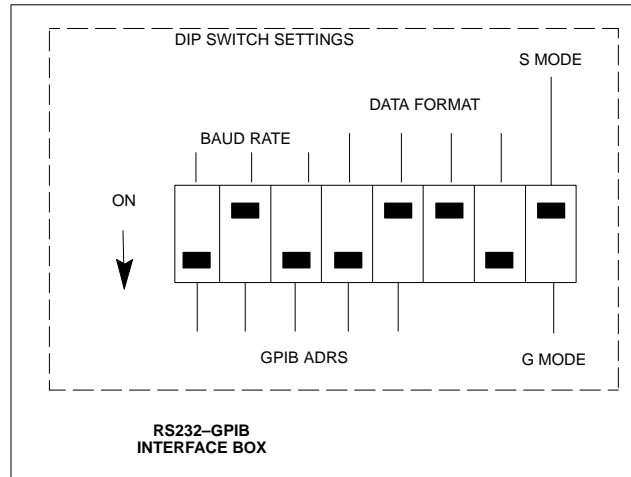 DIP SWITCH SETTINGS
S MODE
DATA FORMAT
BAUD RATE
ON
GPIB ADRS
G MODE
RS232–GPIB
INTERFACE BOX